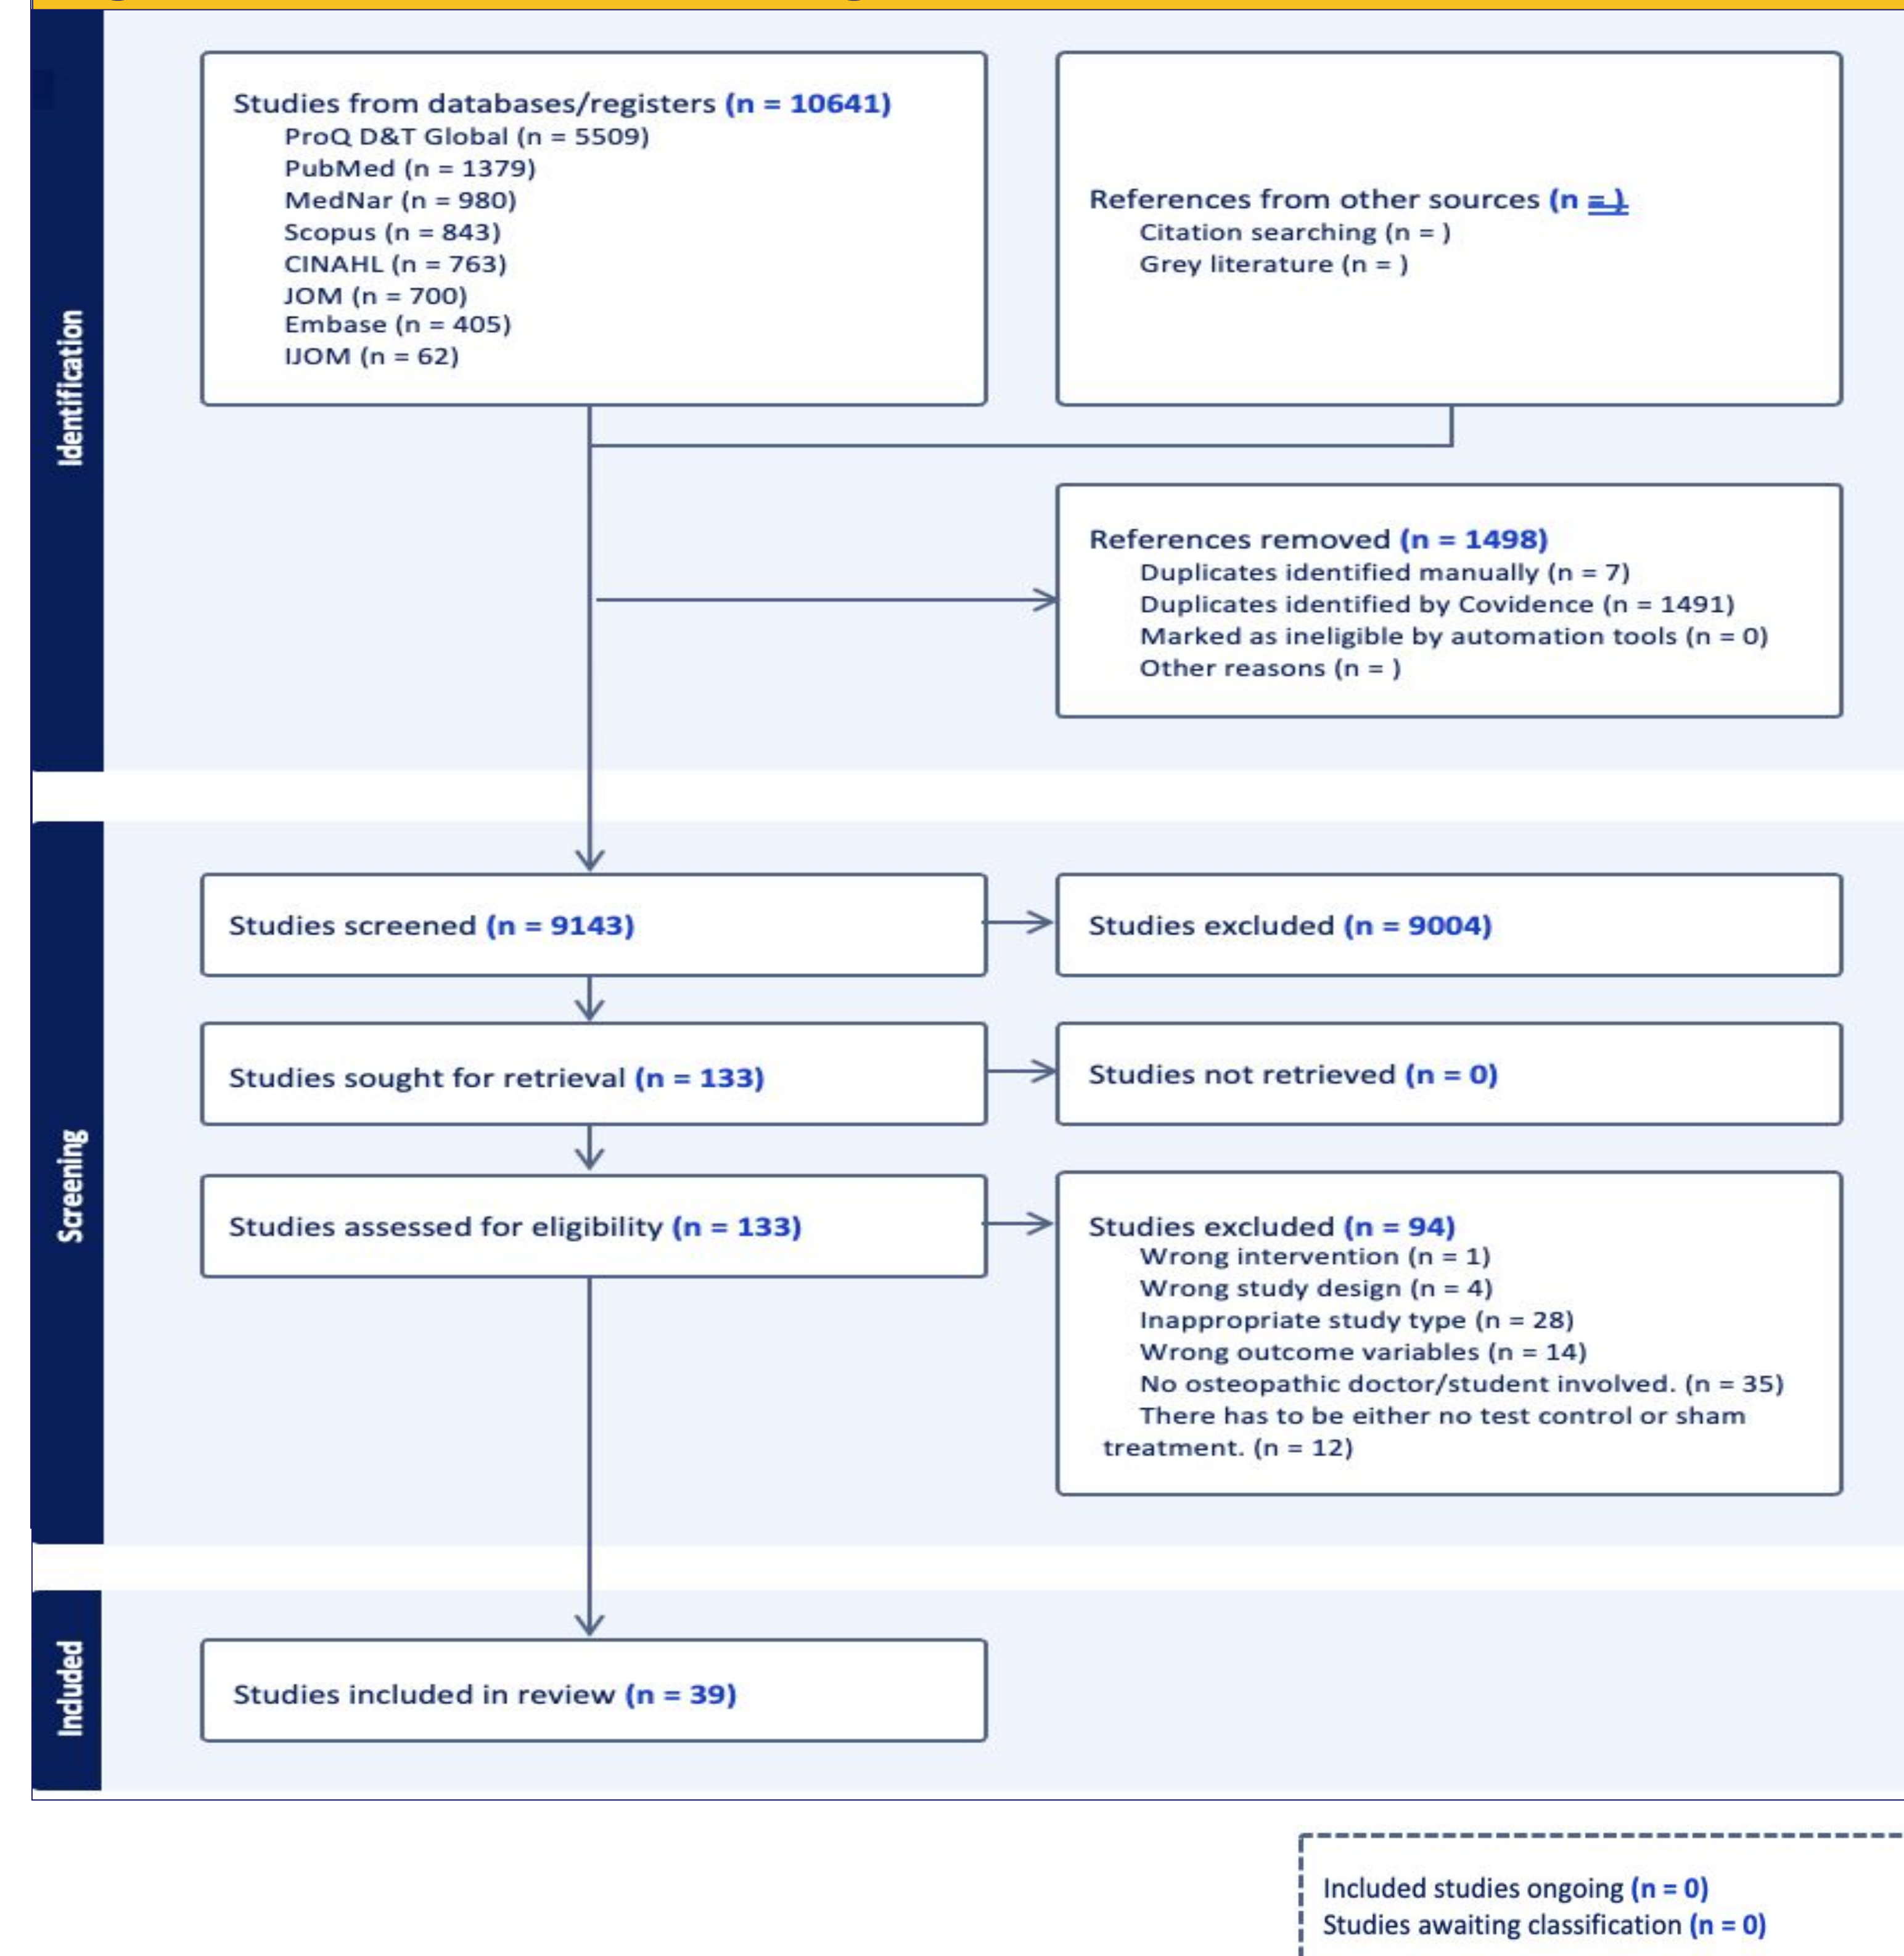 Identification
Studies from databases/registers (n = 10641)
ProQ D&T Global (n = 5509)
PubMed (n = 1379)
MedNar (n = 980)
Scopus (n = 843)
CINAHL (n = 763)
JOM (n = 700)
Embase (n = 405)
IJOM (n = 62)
References from other sources (n = )
Citation searching (n = )
Grey literature (n = )
References removed (n = 1498)
Duplicates identified manually (n = 7)
Duplicates identified by Covidence (n = 1491)
Marked as ineligible by automation tools (n = 0)
Other reasons (n = )
Screening
Studies screened (n = 9143)
Studies excluded (n = 9004)
Studies sought for retrieval (n = 133)
Studies not retrieved (n = 0)
Studies assessed for eligibility (n = 133)
Studies excluded (n = 94)
Wrong intervention (n = 1)
Wrong study design (n = 4)
Inappropriate study type (n = 28)
Wrong outcome variables (n = 14)
No osteopathic doctor/student involved. (n = 35)
There has to be either no test control or sham
treatment. (n = 12)
Included
Studies included in review (n = 39)
Included studies ongoing (n = 0)
Studies awaiting classification (n = 0)